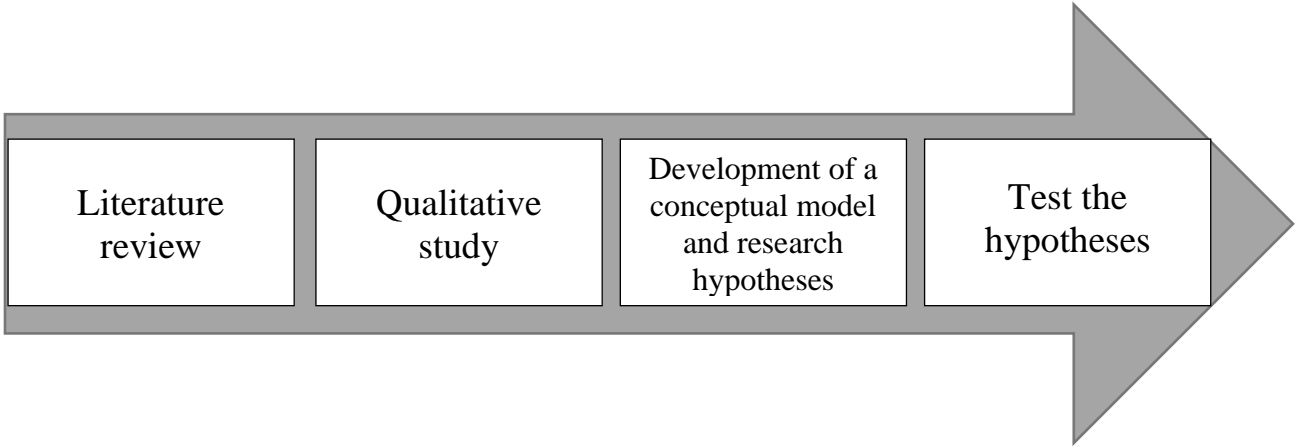 Literature
review
Qualitative
study
Development of a
conceptual model
and research
hypotheses
Test the
hypotheses